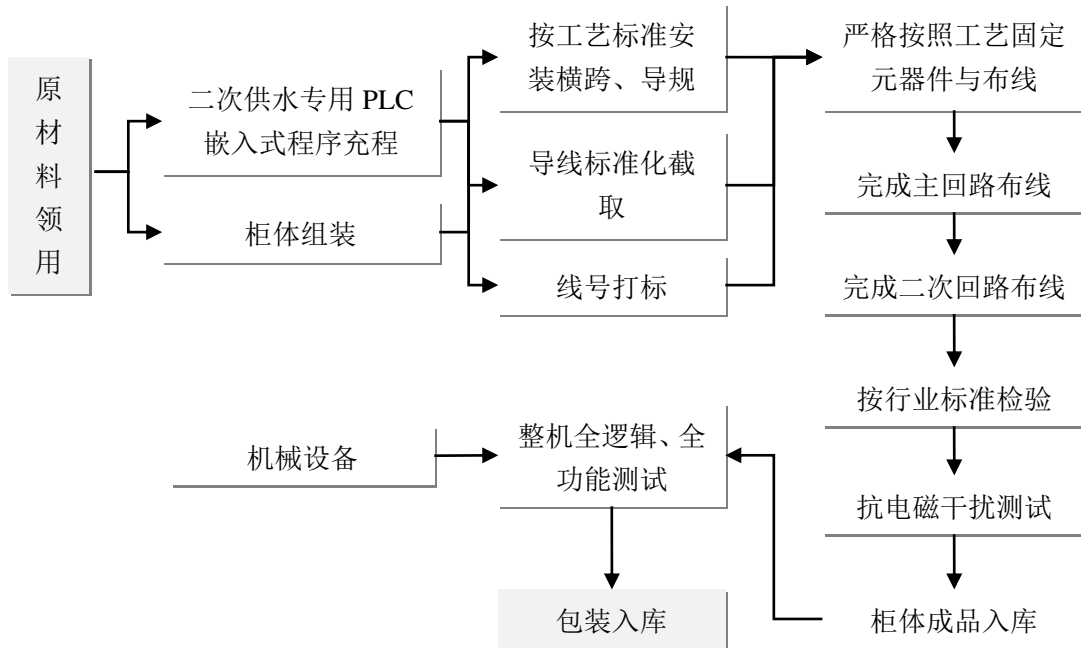 原
材
料
领
用
二次供水专用 PLC
嵌入式程序充程
柜体组装
按工艺标准安
装横跨、导规
导线标准化截
取
线号打标
严格按照工艺固定
元器件与布线
完成主回路布线
完成二次回路布线
按行业标准检验
抗电磁干扰测试
柜体成品入库
机械设备
整机全逻辑、全
功能测试
包装入库